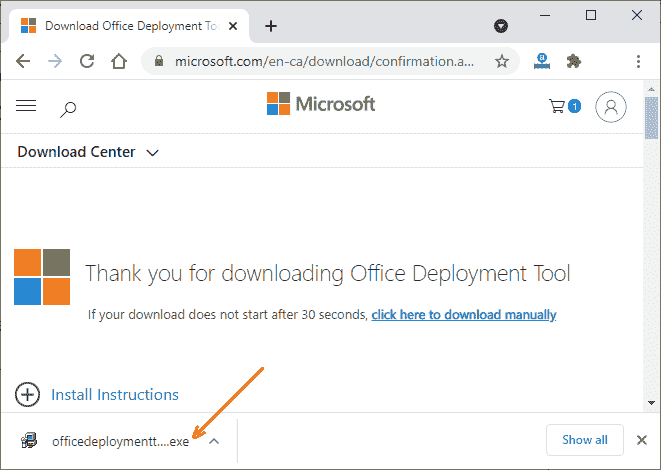 Download Office Deployment To
microsoft.com/en-ca/download/confirmation.a...
Microsoft
1
Download Center
Thank you for downloading Office Deployment Tool
If your download does not start after 30 seconds, click here to download manually
Install Instructions
officedeploymentt....exe
Show all